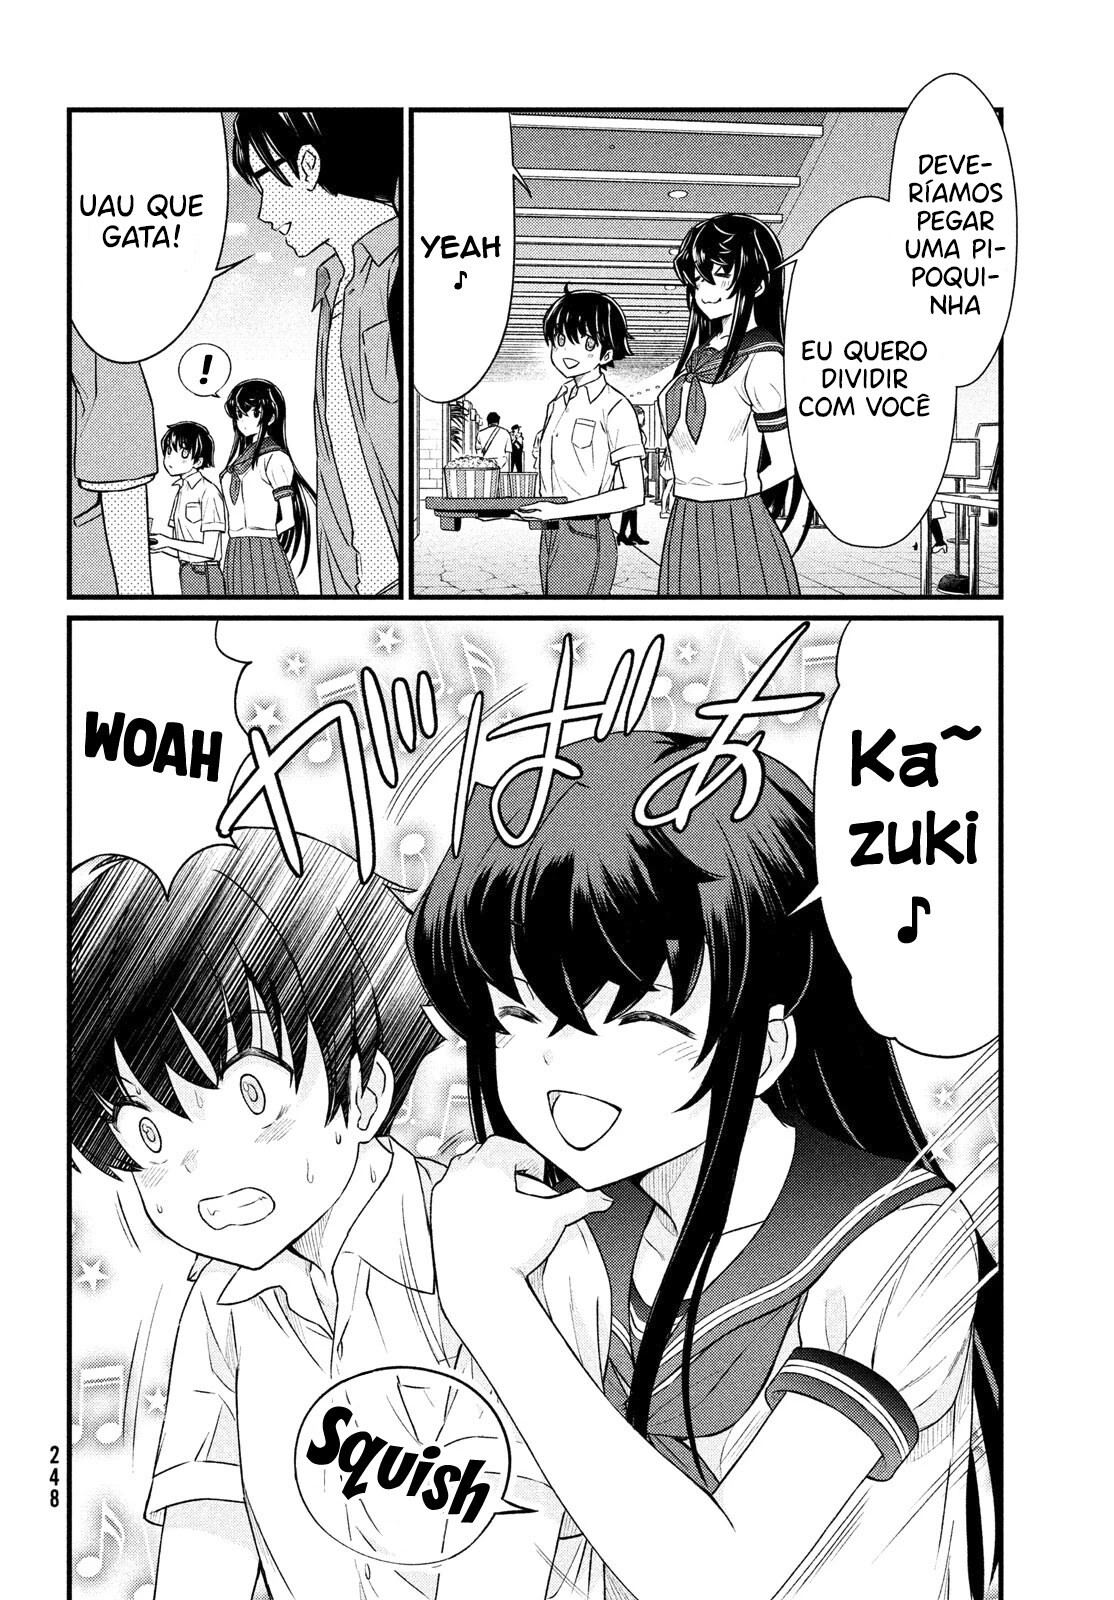 DEVE-
RÍAMOS
PEGAR
UMA PI-
POQUI-
NHA
EU QUERO
DIVIDIR
COM VOCÊ
YEAH
♪
UAU QUE
GATA!
!
Ka~
zuki
♪
がばあ
WOAH
Squish
248